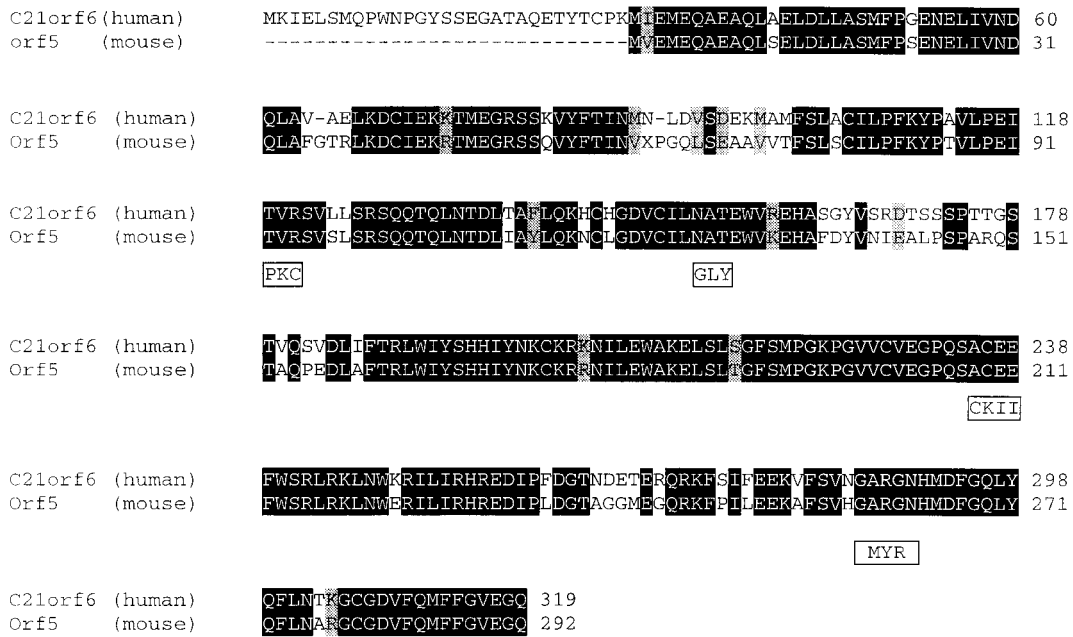 C21orf6(human) MKIELSMQPWNPGYSSEGATAQETYTCPKMIEMEQAEAQLAELDLLASMFPGENELIVND 60
orf5 (mouse) -----------------------------MVEMEQAEAQLSELDLLASMFPSENELIVND 31
C21orf6 (human) QLAV-AELKDCIEKKTMEGRSSKVYFTINMN-LDVSDEKMAMFSLACILPFKYPAVLPEI 118
Orf5 (mouse) QLAFGTRLKDCIEKRTMEGRSSQVYFTINVXPGQLSEAAVVTFSLSCILPFKYPTVLPEI 91
C21orf6 (human) TVRSVLLSRSQQTQLNTDLTAFLQKHCHGDVCILNATEWVREHASGYVSRDTSSSPTTGS 178
Orf5 (mouse) TVRSVSLSRSQQTQLNTDLIAYLQKNCLGDVCILNATEWVKEHAFDYVNIEALPSPARQS 151
PKC GLY
C21orf6 (human) TVQSVDLIFTRLWIYSHHIYNKCKRKNILEWAKELSLSGFSMPGKPGVVCVEGPQSACEE 238
Orf5 (mouse) TAQPEDLAFTRLWIYSHHIYNKCKRRNILEWAKELSLTGFSMPGKPGVVCVEGPQSACEE 211
CKII
C21orf6 (human) FWSRLRKLNWKRILIRHREDIPFDGTNDETERQRKFSIFEEKVFSVNGARGNHMDFGQLY 298
Orf5 (mouse) FWSRLRKLNWERILIRHREDIPLDGTAGGMEGQRKFPILEEKAFSVHGARGNHMDFGQLY 271
MYR
C21orf6 (human) QFLNTKGCGDVFQMFFGVEGQ 319
Orf5 (mouse) QFLNARGCGDVFQMFFGVEGQ 292